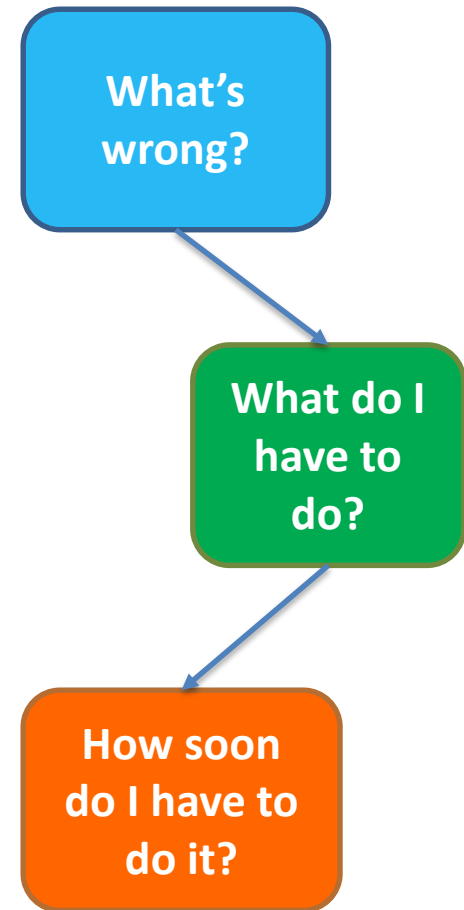 What’s
wrong?
What do I
have to
do?
How soon
do I have to
do it?